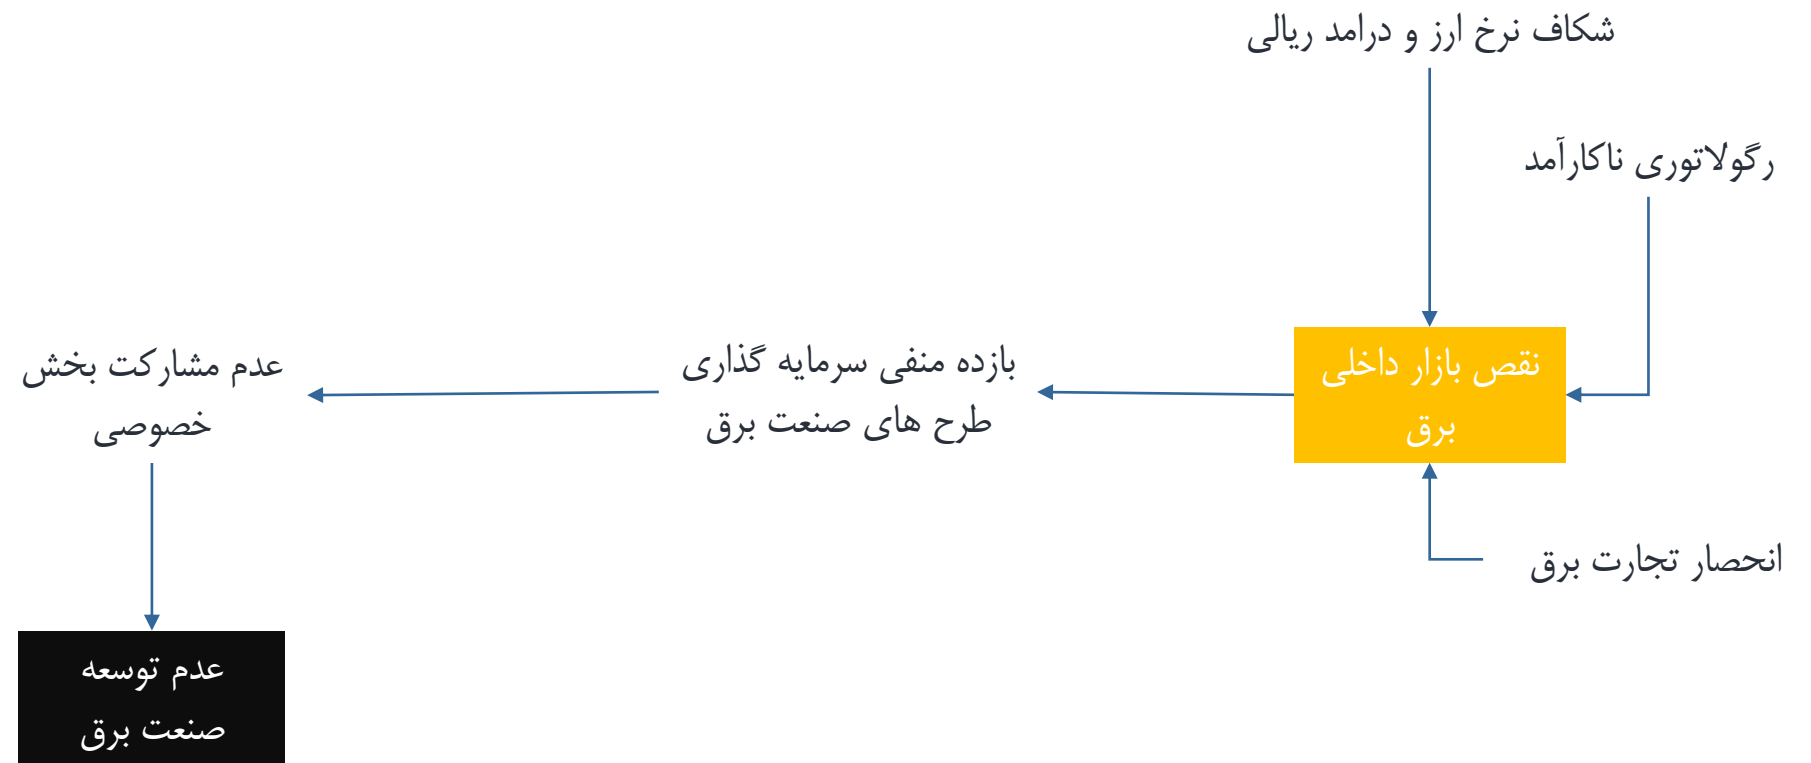 شکاف نرخ ارز و درامد ریالی
رگولاتوری ناکارآمد
نقص بازار داخلی
برق
انحصار تجارت برق
بازده منفی سرمایه گذاری
طرح های صنعت برق
عدم مشارکت بخش
خصوصی
عدم توسعه
صنعت برق